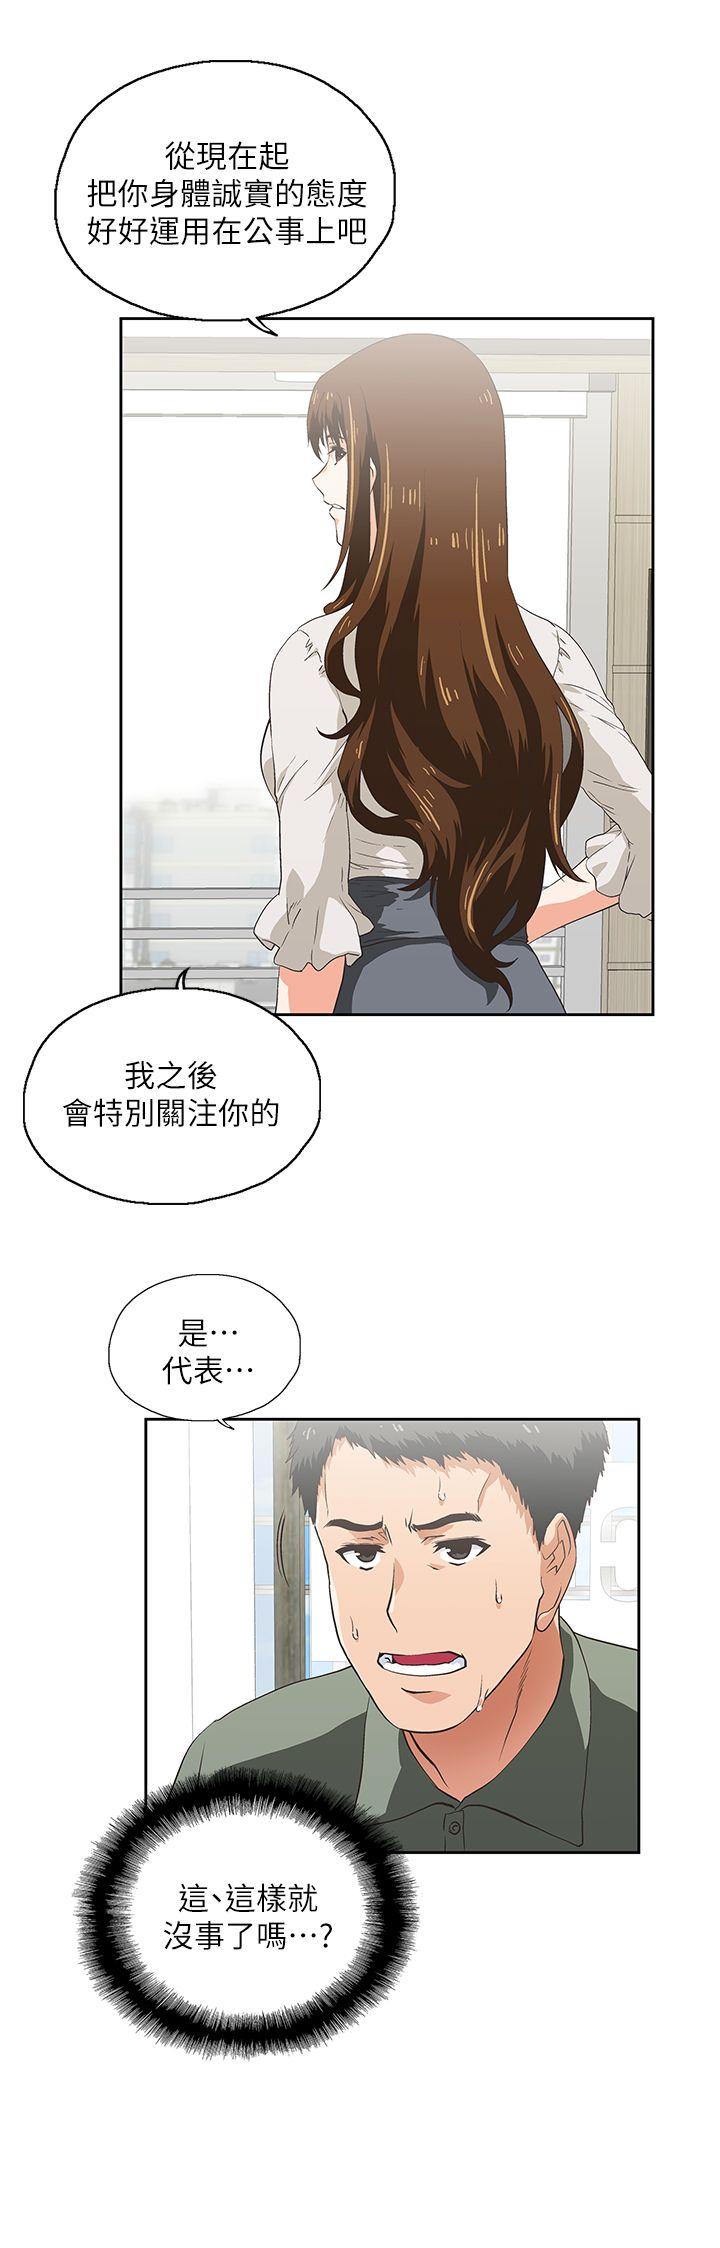 從現在起
把你身體誠實的態度
好好運用在公事上吧
我之後
會特別關注你的
是⋯
代表⋯
這、這樣就
沒事了嗎⋯?